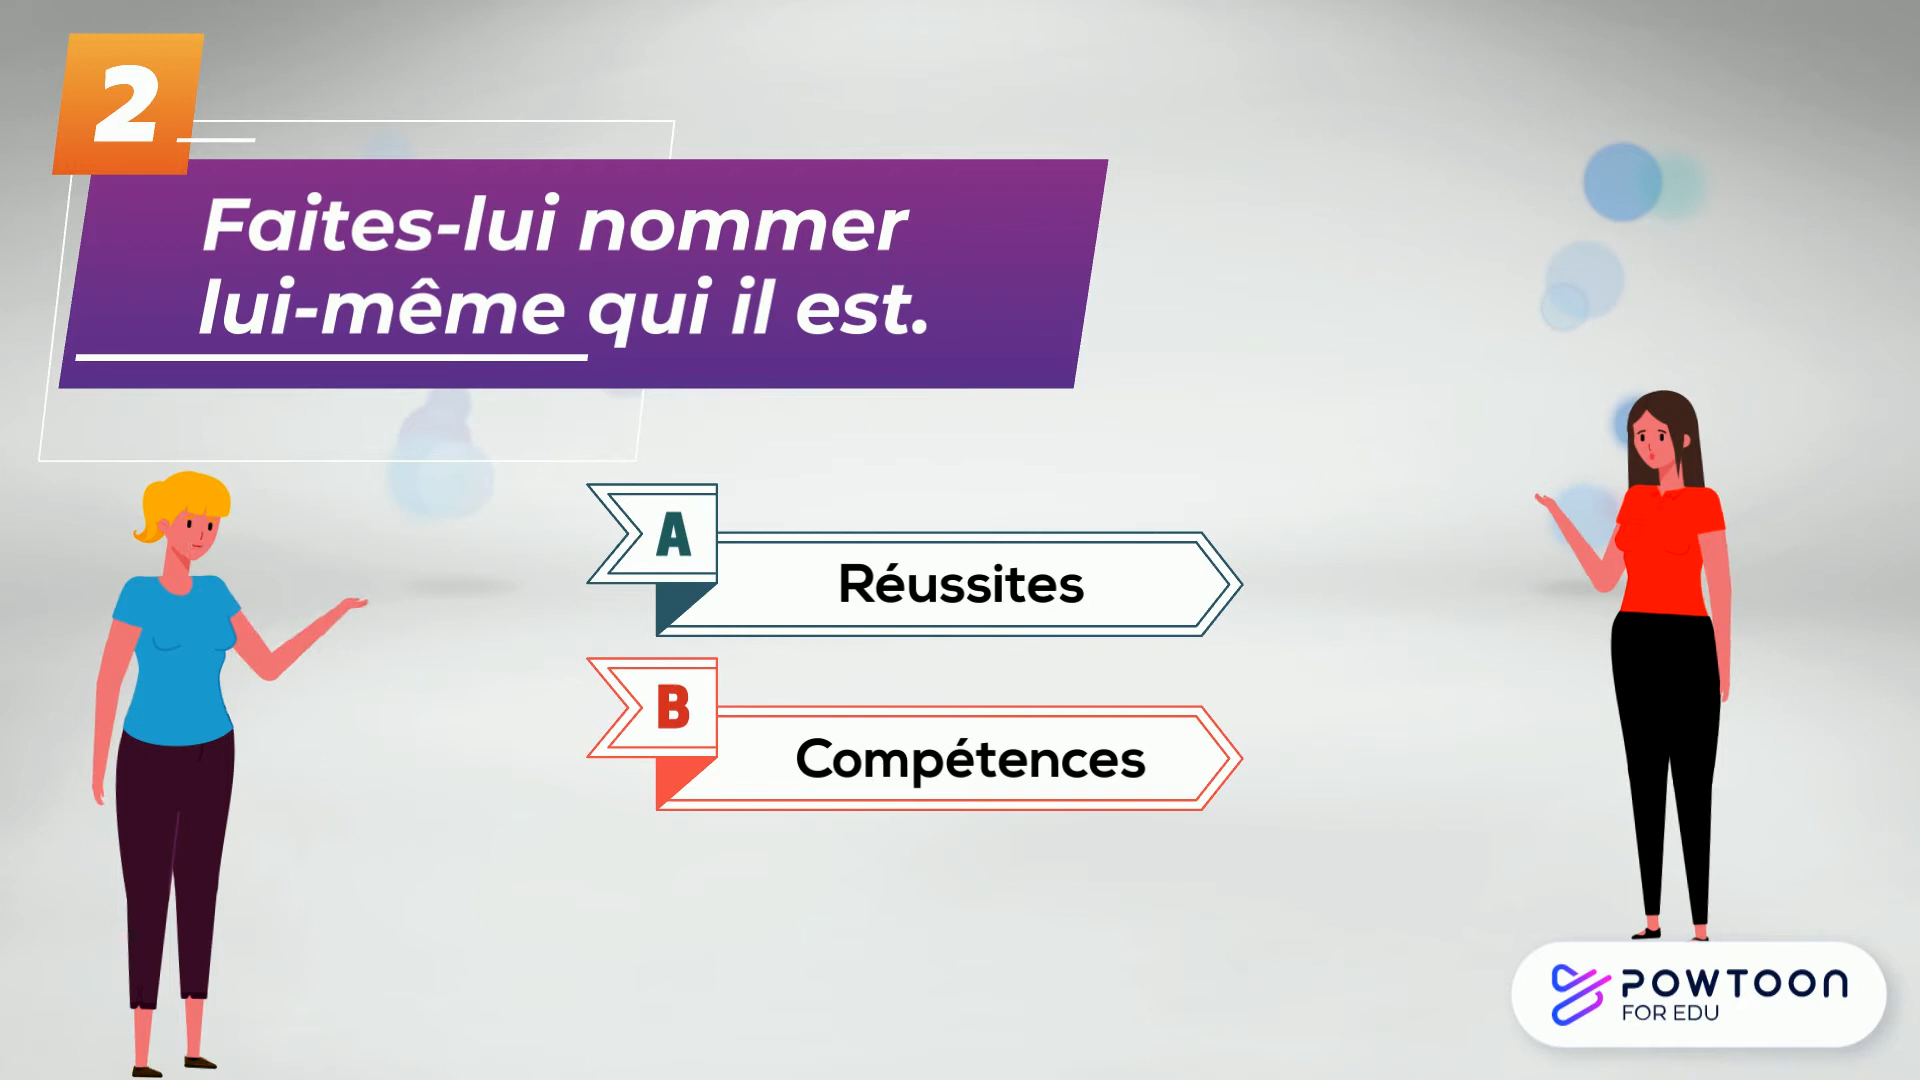 2
Faites-lui nommer
lui-même qui il est.
A
Réussites
B
Compétences
POWTOON
FOR EDU